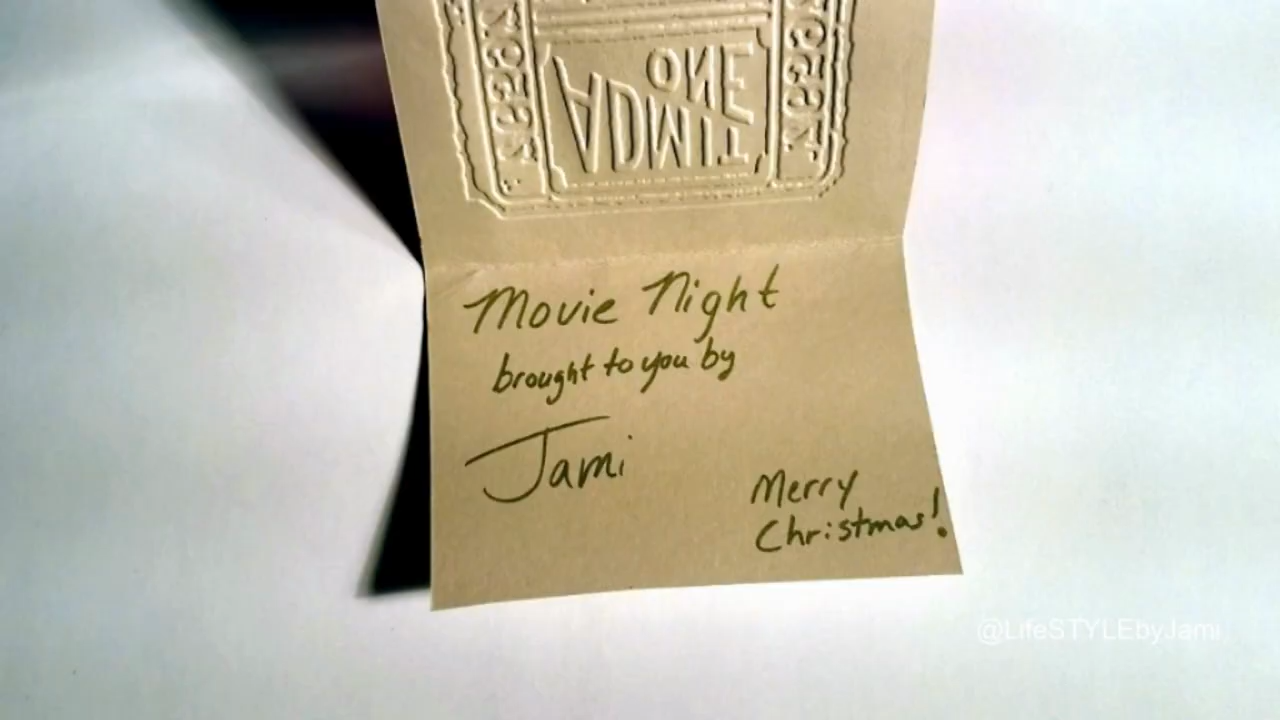 ADMIT
ONE
Movie Night
brought to you by
Jami
Merry
Christmas!
@LifeSTYLEbyJami